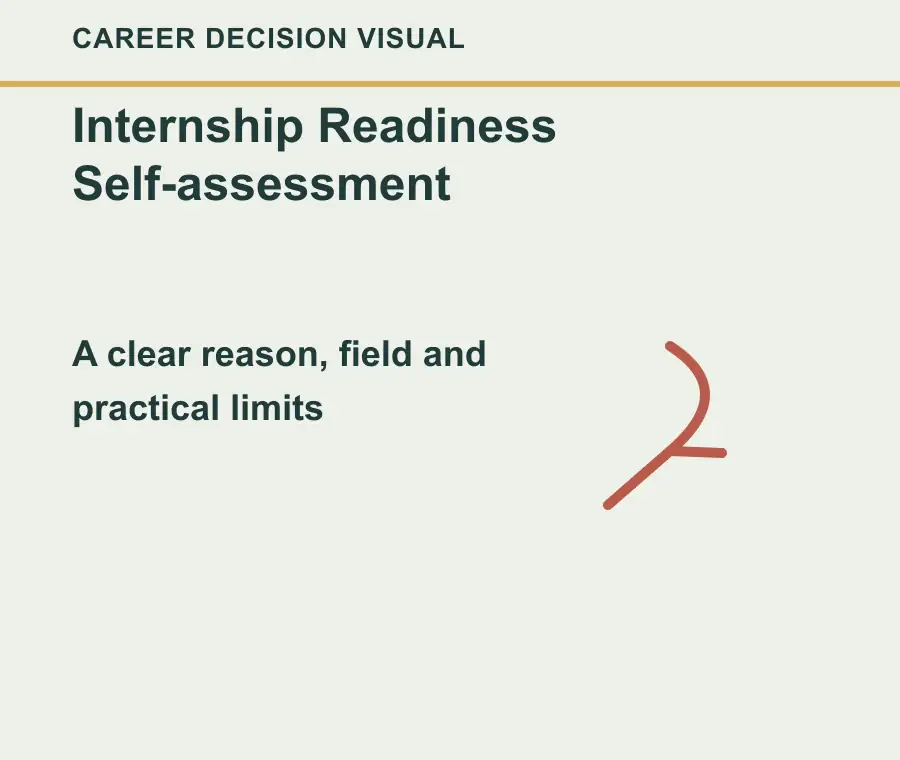 CAREER DECISION VISUAL
Internship Readiness
Self-assessment
A clear reason, field and
practical limits